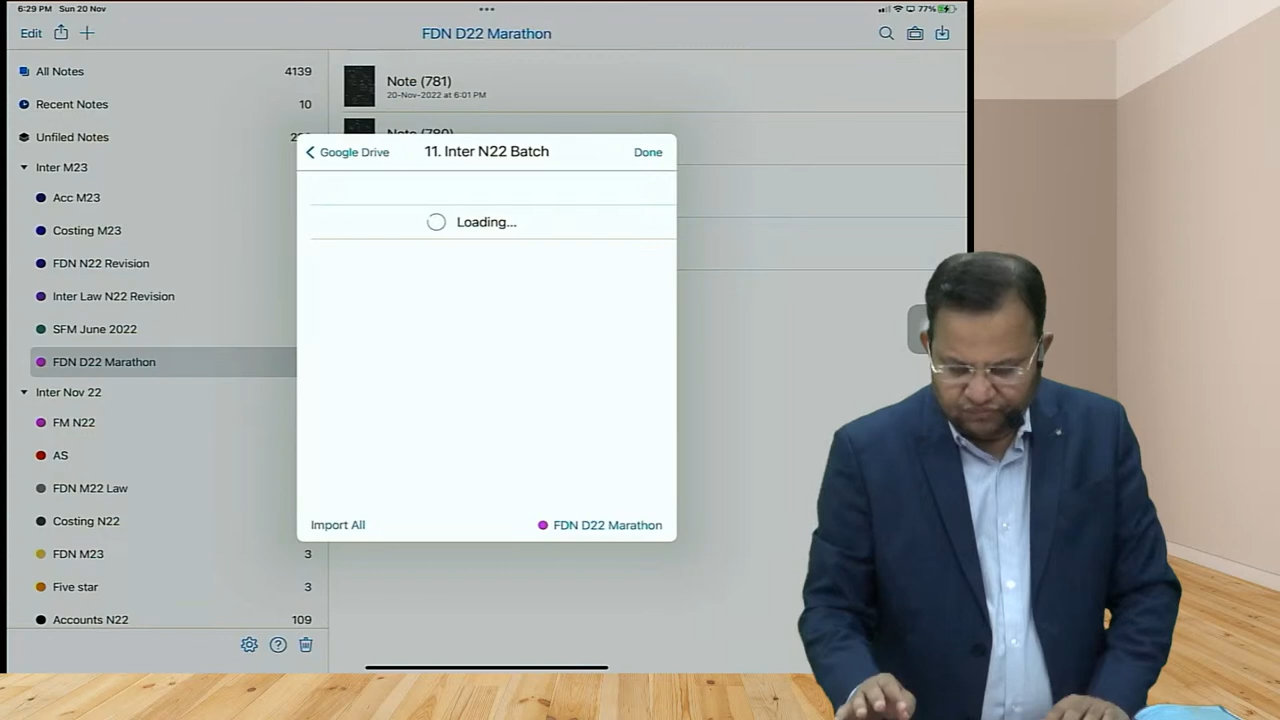 6:29 PM Sun 20 Nov
77%
Edit
FDN D22 Marathon
All Notes 4139
Recent Notes 10
Unfiled Notes
Inter M23
Acc M23
Costing M23
FDN N22 Revision
Inter Law N22 Revision
SFM June 2022
FDN D22 Marathon
Inter Nov 22
FM N22
AS
FDN M22 Law
Costing N22
FDN M23 3
Five star 3
Accounts N22 109
Note (781)
20-Nov-2022 at 6:01 PM
Note (780)
Google Drive
11. Inter N22 Batch
Done
Loading...
Import All
FDN D22 Marathon